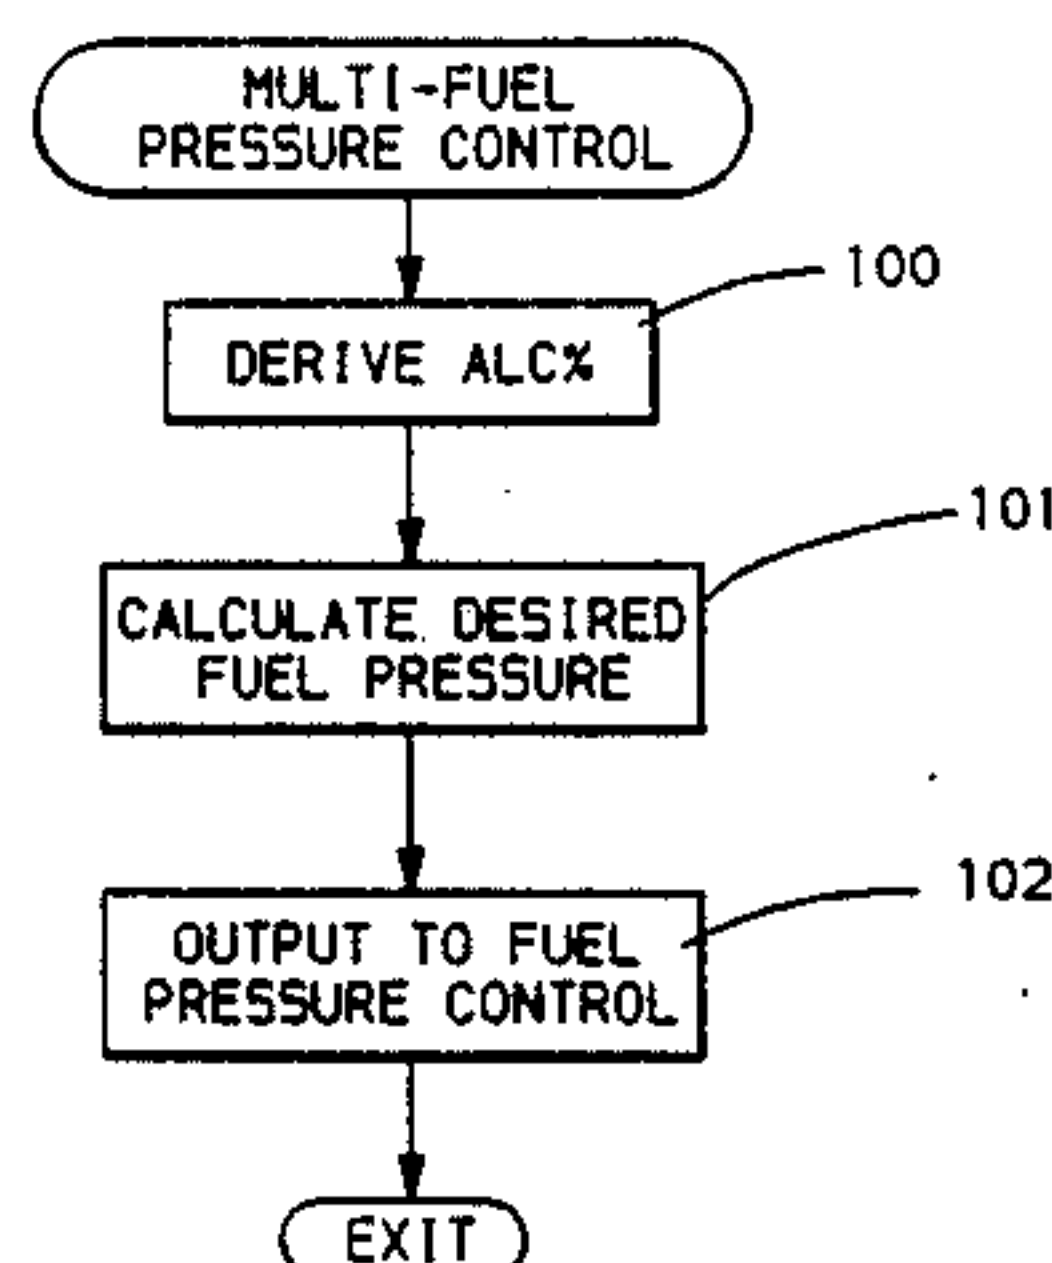 MULTI-FUEL
PRESSURE CONTROL
100
DERIVE ALC%
101
CALCULATE DESIRED
FUEL PRESSURE
102
OUTPUT TO FUEL
PRESSURE CONTROL
EXIT